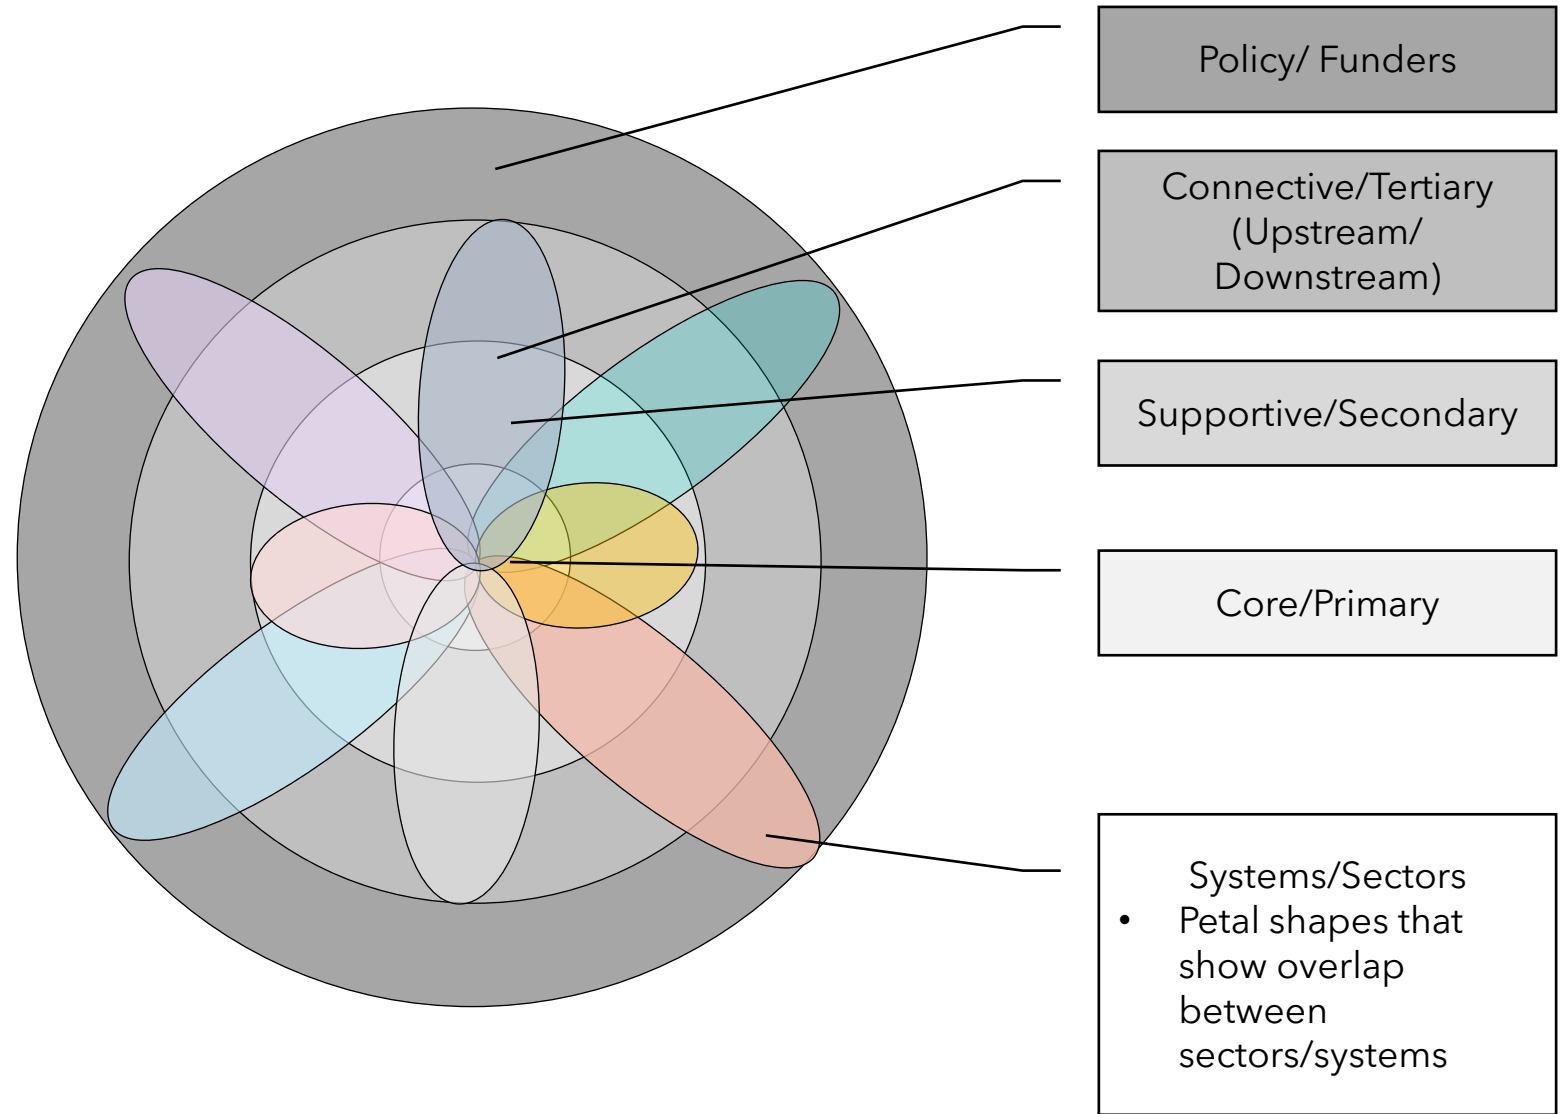 Policy/ Funders
Connective/Tertiary
(Upstream/
Downstream)
Supportive/Secondary
Core/Primary
Systems/Sectors
• Petal shapes that
show overlap
between
sectors/systems